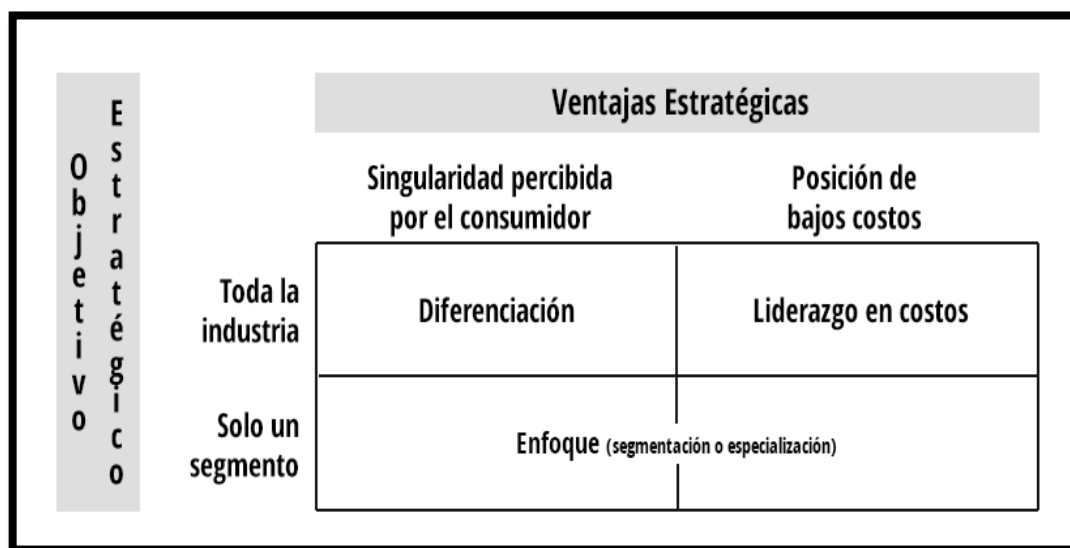 Objetivo
Estratégico
Ventajas Estratégicas
Singularidad percibida
por el consumidor
Posición de
bajos costos
Toda la
industria
Diferenciación
Liderazgo en costos
Solo un
segmento
Enfoque (segmentación o especialización)